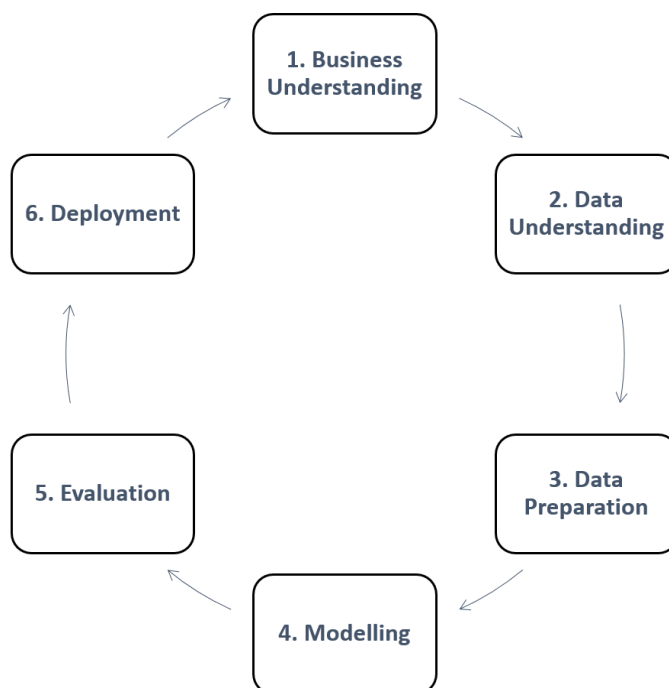 1. Business
Understanding
2. Data
Understanding
3. Data
Preparation
4. Modelling
5. Evaluation
6. Deployment